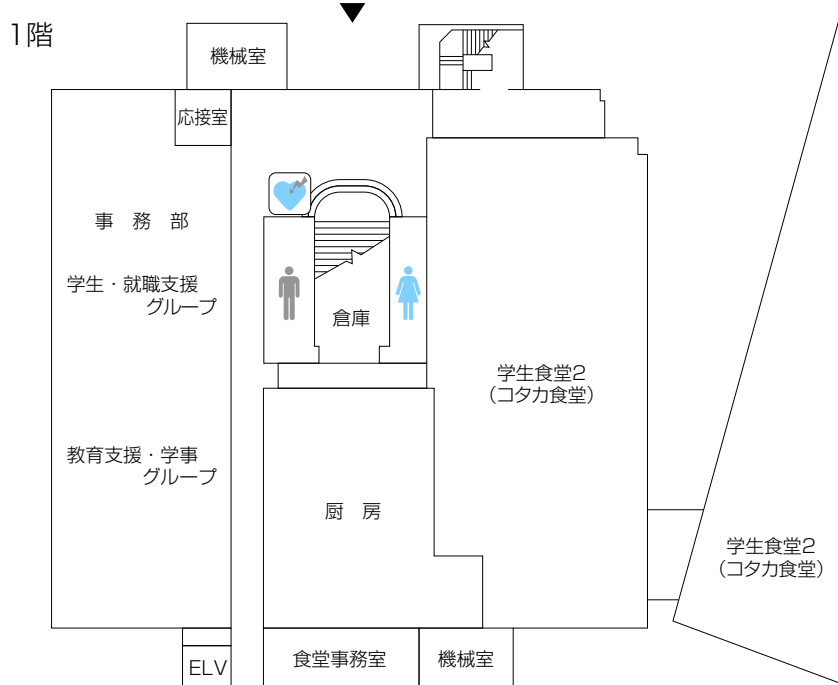 1階
機械室
応接室
事 務 部
学生・就職支援
グループ
倉庫
学生食堂2
(コタカ食堂)
教育支援・学事
グループ
厨 房
学生食堂2
(コタカ食堂)
ELV
食堂事務室
機械室